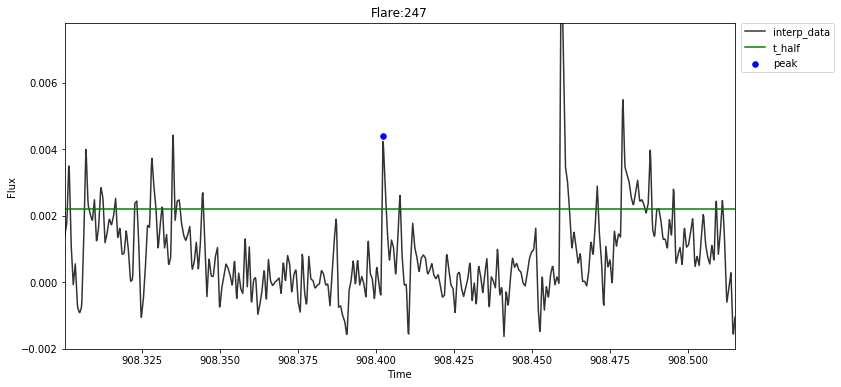 Flare:247
interp_data
t_half
peak
Flux
0.006
0.004
0.002
0.000
−0.002
908.325
908.350
908.375
908.400
908.425
908.450
908.475
908.500
Time